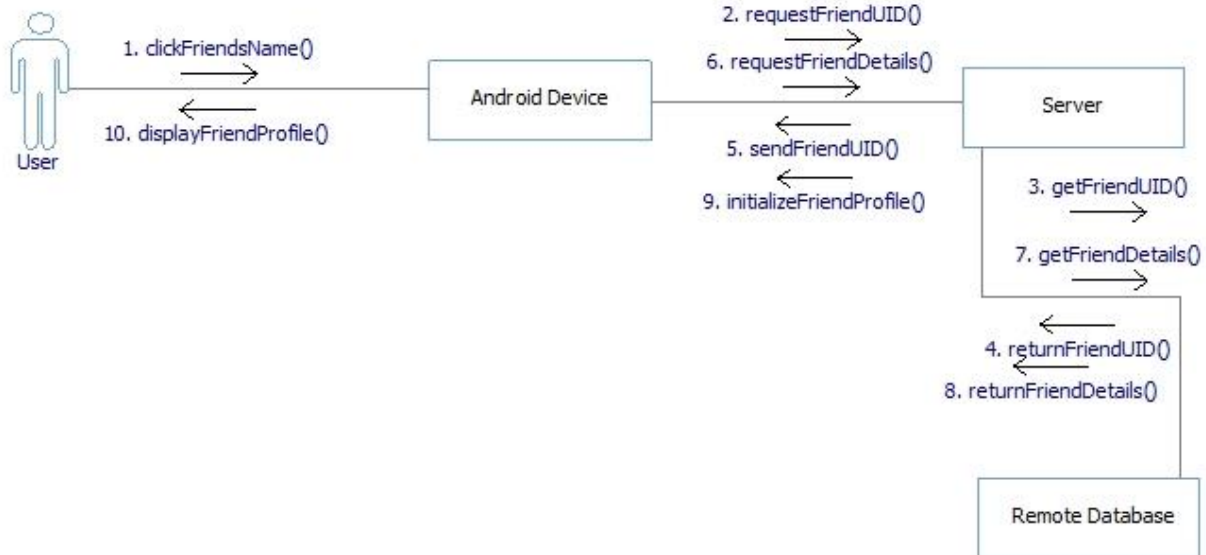 2. requestFriendUID()
1. clickFriendsName()
6. requestFriendDetails()
Android Device
Server
10. displayFriendProfile()
User
5. sendFriendUID()
9. initializeFriendProfile()
3. getFriendUID()
7. getFriendDetails()
4. returnFriendUID()
8. returnFriendDetails()
Remote Database